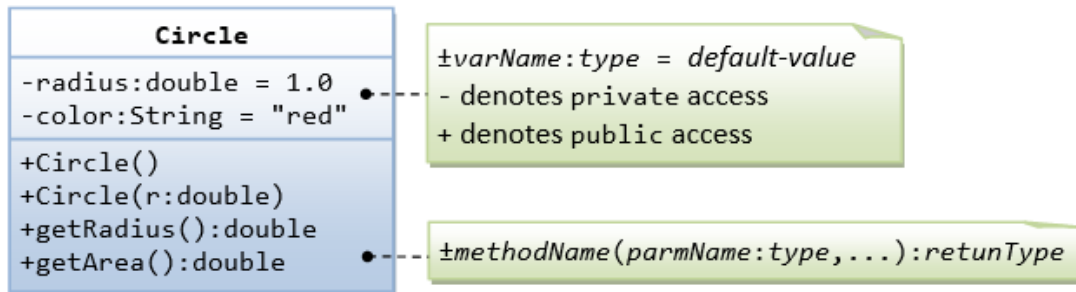 Circle
-radius:double = 1.0
-color:String = "red"
+Circle()
+Circle(r:double)
+getRadius():double
+getArea():double
±varName:type = default-value
- denotes private access
+ denotes public access
±methodName(parmName:type,...):retunType